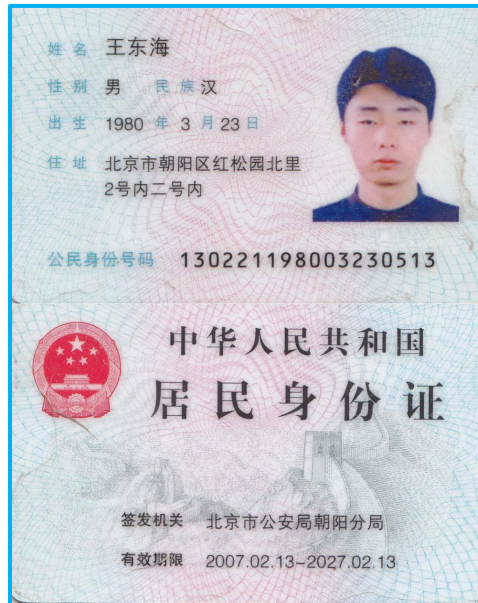 姓名 王东海
性别 男 民族 汉
出生 1980 年 3 月 23 日
住址 北京市朝阳区红松园北里
2号内二号内
公民身份号码 130221198003230513
中华人民共和国
居民身份证
签发机关 北京市公安局朝阳分局
有效期限 2007.02.13-2027.02.13